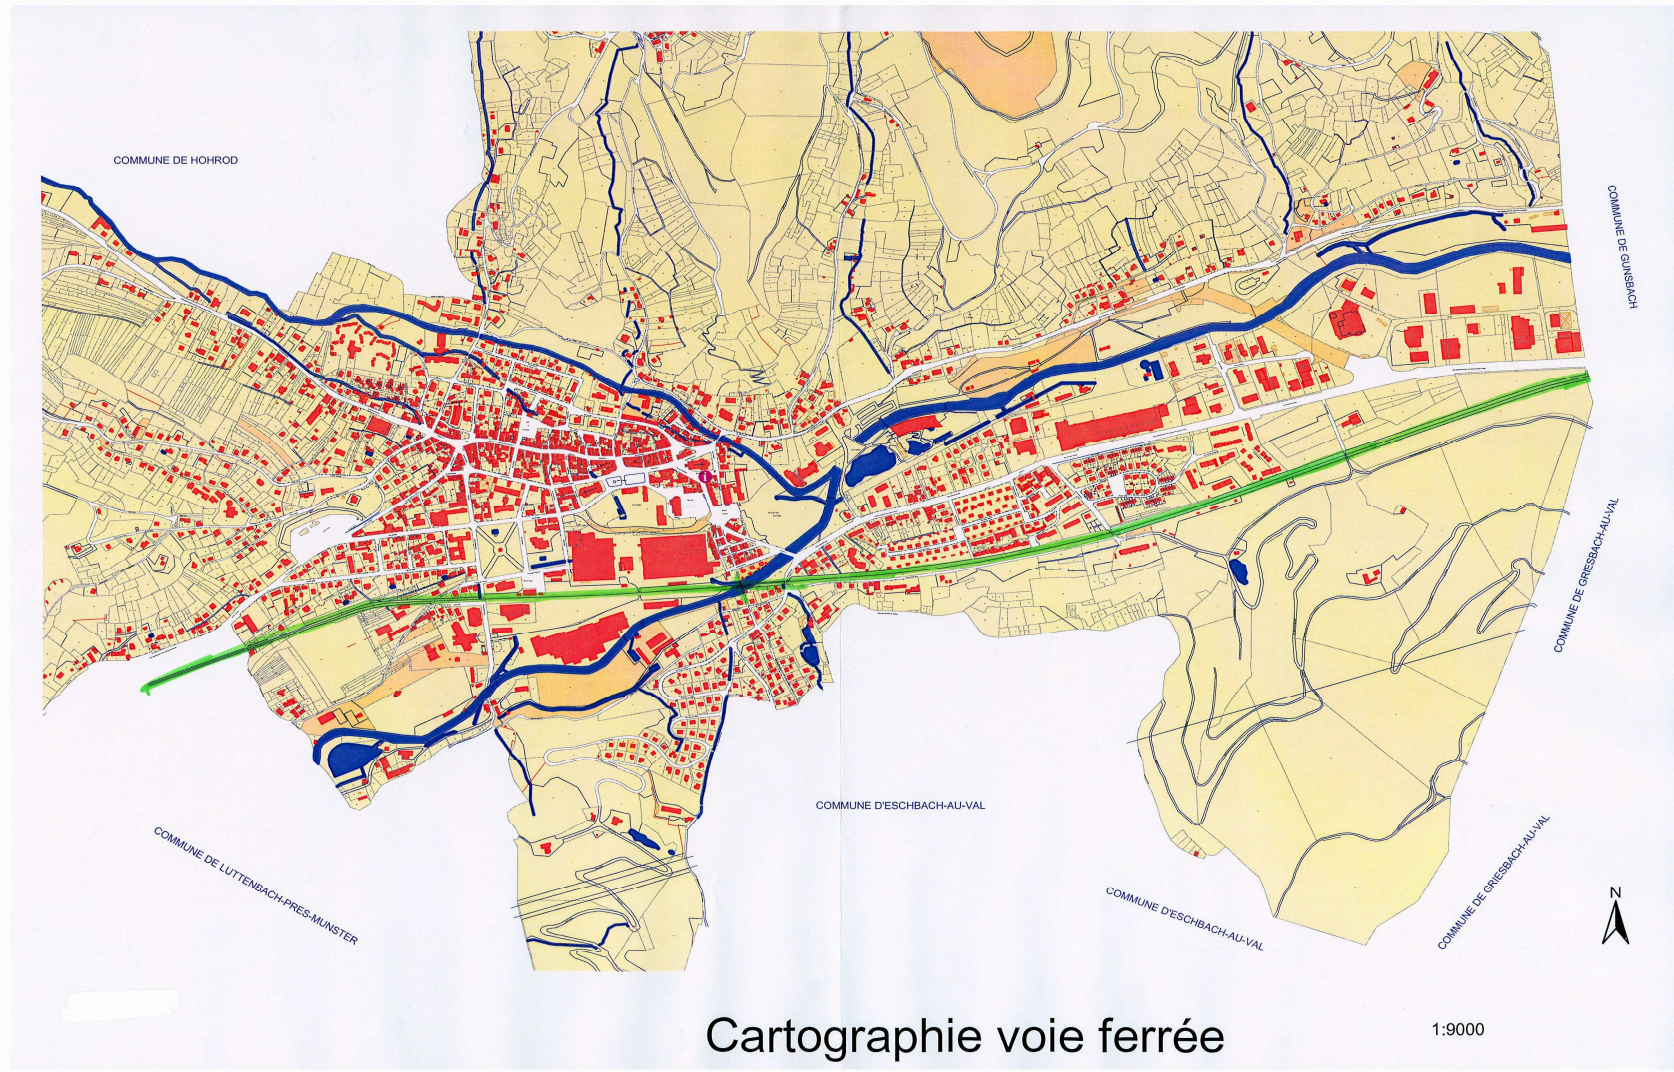 COMMUNE DE HOHROD
COMMUNE DE GUNSBACH
COMMUNE DE GRIESBACH-AU-VAL
COMMUNE D'ESCHBACH-AU-VAL
COMMUNE DE LUTTENBACH-PRES-MUNSTER
COMMUNE D'ESCHBACH-AU-VAL
COMMUNE DE GRIESBACH-AU-VAL
N
Cartographie voie ferrée
1:9000